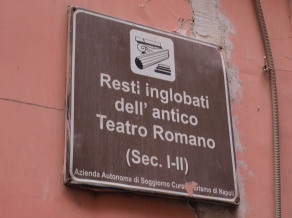 Resti inglobati
dell' antico
Teatro Romano
(Sec. I-II)
Azienda Autonoma di Soggiorno Cura Turismo di Napoli